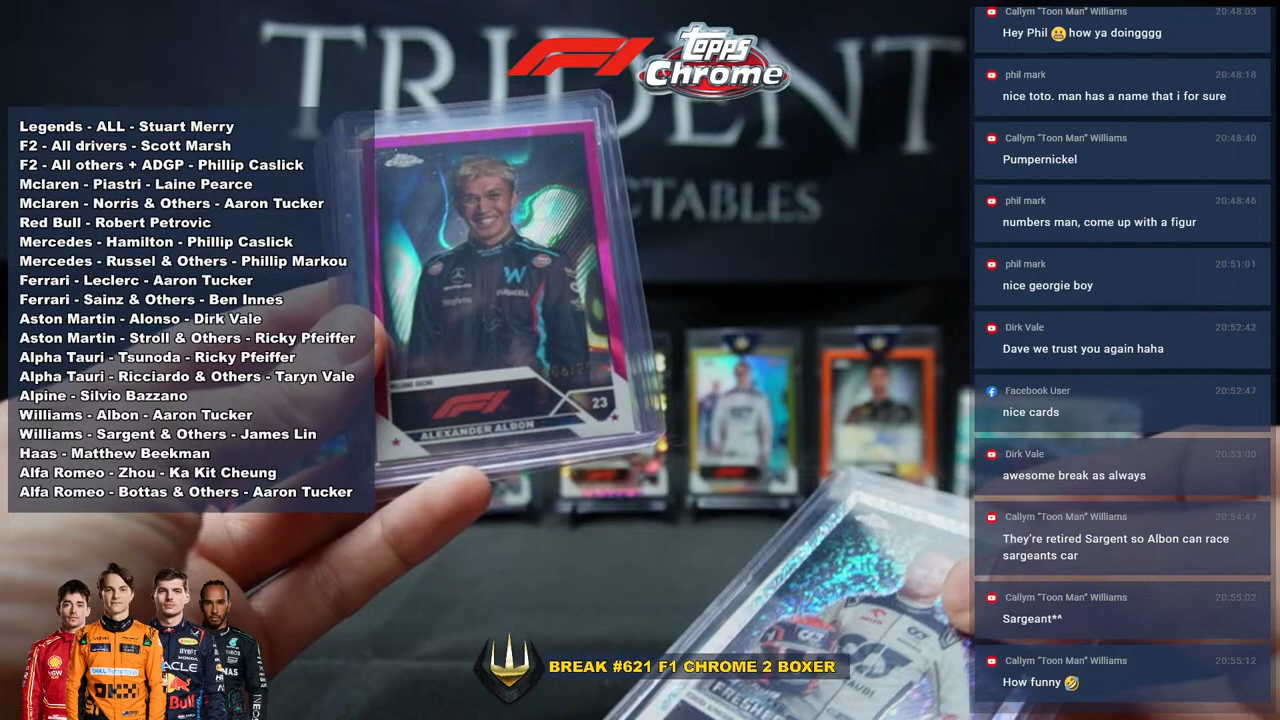 TRIDENT
CTABLES
F1
TOPPS
Chrome
Legends - ALL - Stuart Merry
F2 - All drivers - Scott Marsh
F2 - All others + ADGP - Phillip Caslick
Mclaren - Piastri - Laine Pearce
Mclaren - Norris & Others - Aaron Tucker
Red Bull - Robert Petrovic
Mercedes - Hamilton - Phillip Caslick
Mercedes - Russel & Others - Phillip Markou
Ferrari - Leclerc - Aaron Tucker
Ferrari - Sainz & Others - Ben Innes
Aston Martin - Alonso - Dirk Vale
Aston Martin - Stroll & Others - Ricky Pfeiffer
Alpha Tauri - Tsunoda - Ricky Pfeiffer
Alpha Tauri - Ricciardo & Others - Taryn Vale
Alpine - Silvio Bazzano
Williams - Albon - Aaron Tucker
Williams - Sargent & Others - James Lin
Haas - Matthew Beekman
Alfa Romeo - Zhou - Ka Kit Cheung
Alfa Romeo - Bottas & Others - Aaron Tucker
Chrome
W
DURACELL
WILLIAMS RACING
F1
23
ALEXANDER ALBON
BREAK #621 F1 CHROME 2 BOXER
Callym "Toon Man" Williams 20:48:03
Hey Phil 😬 how ya doingggg
phil mark 20:48:18
nice toto. man has a name that i for sure
Callym "Toon Man" Williams 20:48:40
Pumpernickel
phil mark 20:48:46
numbers man, come up with a figur
phil mark 20:51:01
nice georgie boy
Dirk Vale 20:52:42
Dave we trust you again haha
Facebook User 20:52:47
nice cards
Dirk Vale 20:53:00
awesome break as always
Callym "Toon Man" Williams 20:54:47
They're retired Sargent so Albon can race
sargeants car
Callym "Toon Man" Williams 20:55:02
Sargeant*^
Callym "Toon Man" Williams 20:55:12
How funny 🤣